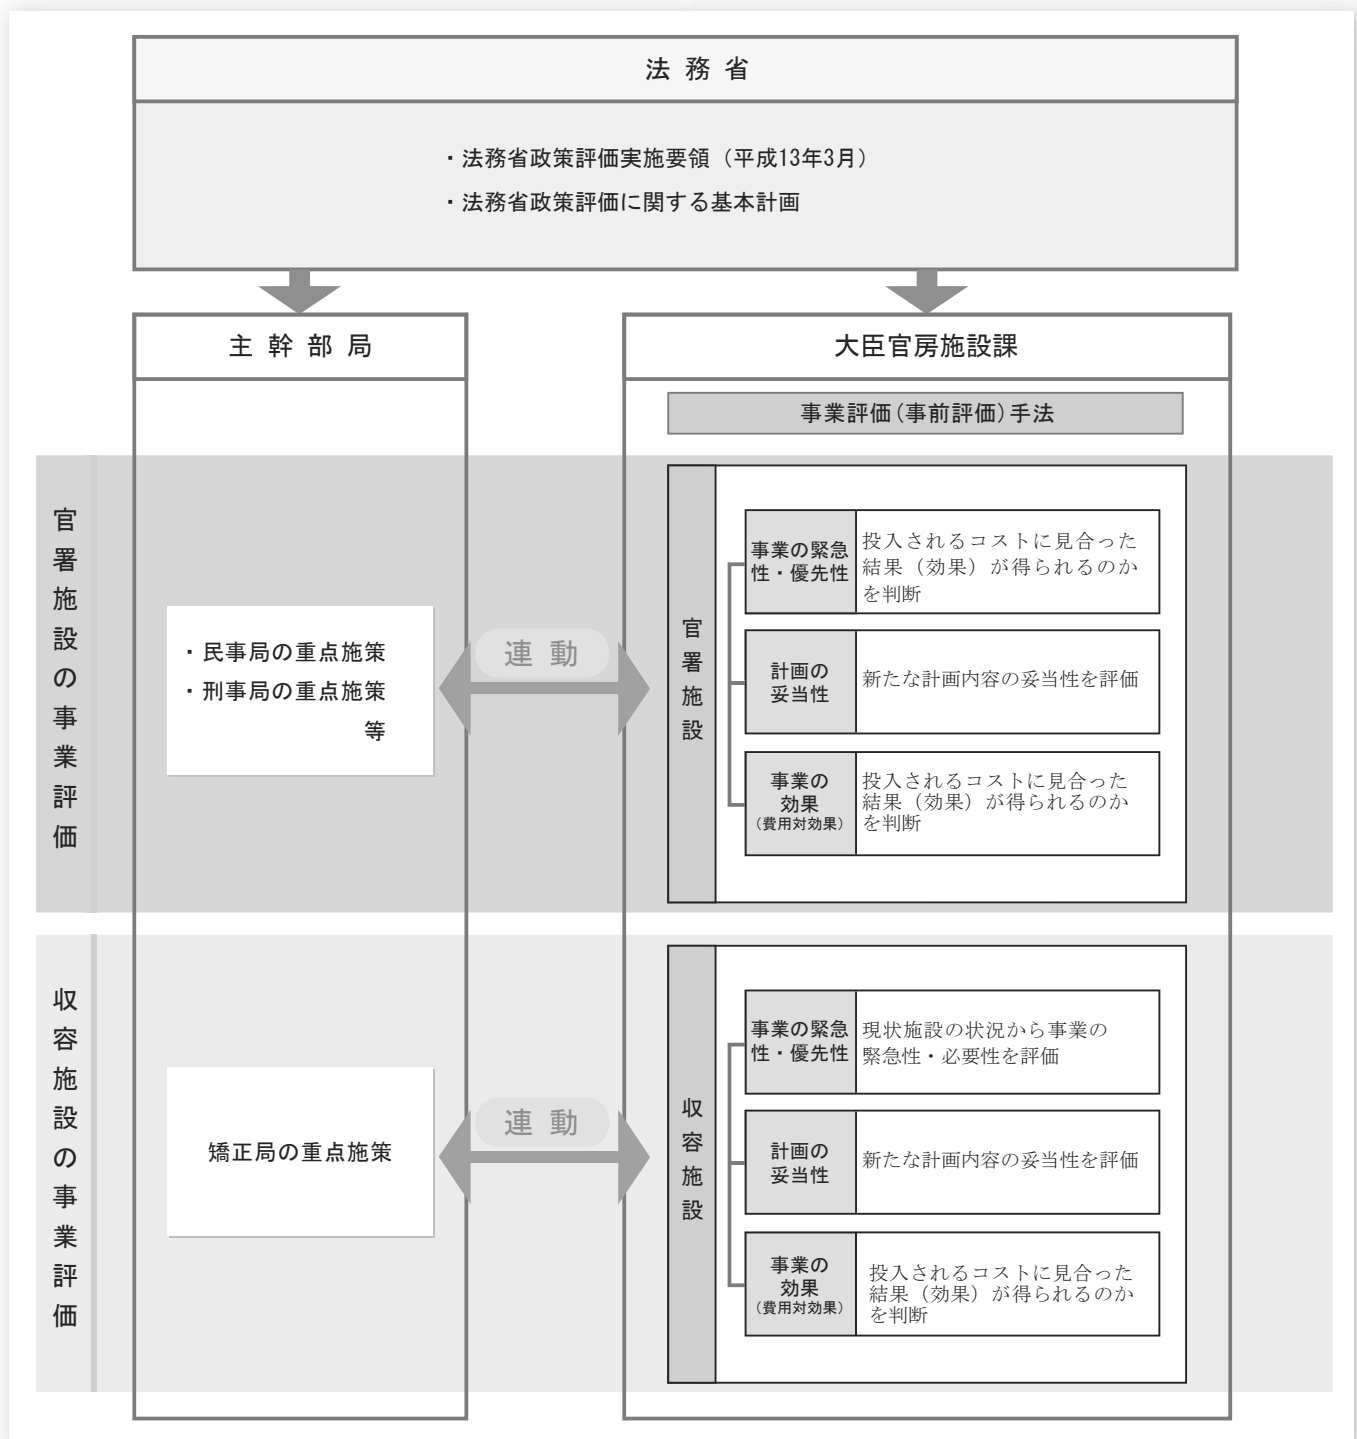 法務省
・法務省政策評価実施要領（平成13年3月）
・法務省政策評価に関する基本計画
主幹部局
大臣官房施設課
事業評価(事前評価)手法
官署施設の事業評価
・民事局の重点施策
・刑事局の重点施策
等
連動
官署施設
事業の緊急
性・優先性
投入されるコストに見合った
結果（効果）が得られるのか
を判断
計画の
妥当性
新たな計画内容の妥当性を評価
事業の
効果
（費用対効果）
投入されるコストに見合った
結果（効果）が得られるのか
を判断
収容施設の事業評価
矯正局の重点施策
連動
収容施設
事業の緊急
性・優先性
現状施設の状況から事業の
緊急性・必要性を評価
計画の
妥当性
新たな計画内容の妥当性を評価
事業の
効果
（費用対効果）
投入されるコストに見合った
結果（効果）が得られるのか
を判断